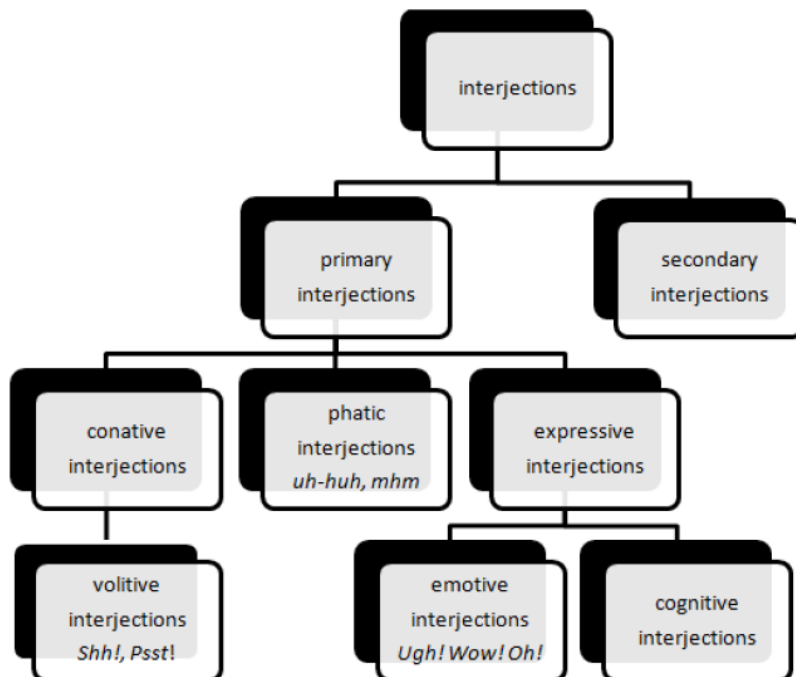 interjections
primary
interjections
secondary
interjections
conative
interjections
phatic
interjections
uh-huh, mhm
expressive
interjections
volitive
interjections
Shh!, Psst!
emotive
interjections
Ugh! Wow! Oh!
cognitive
interjections